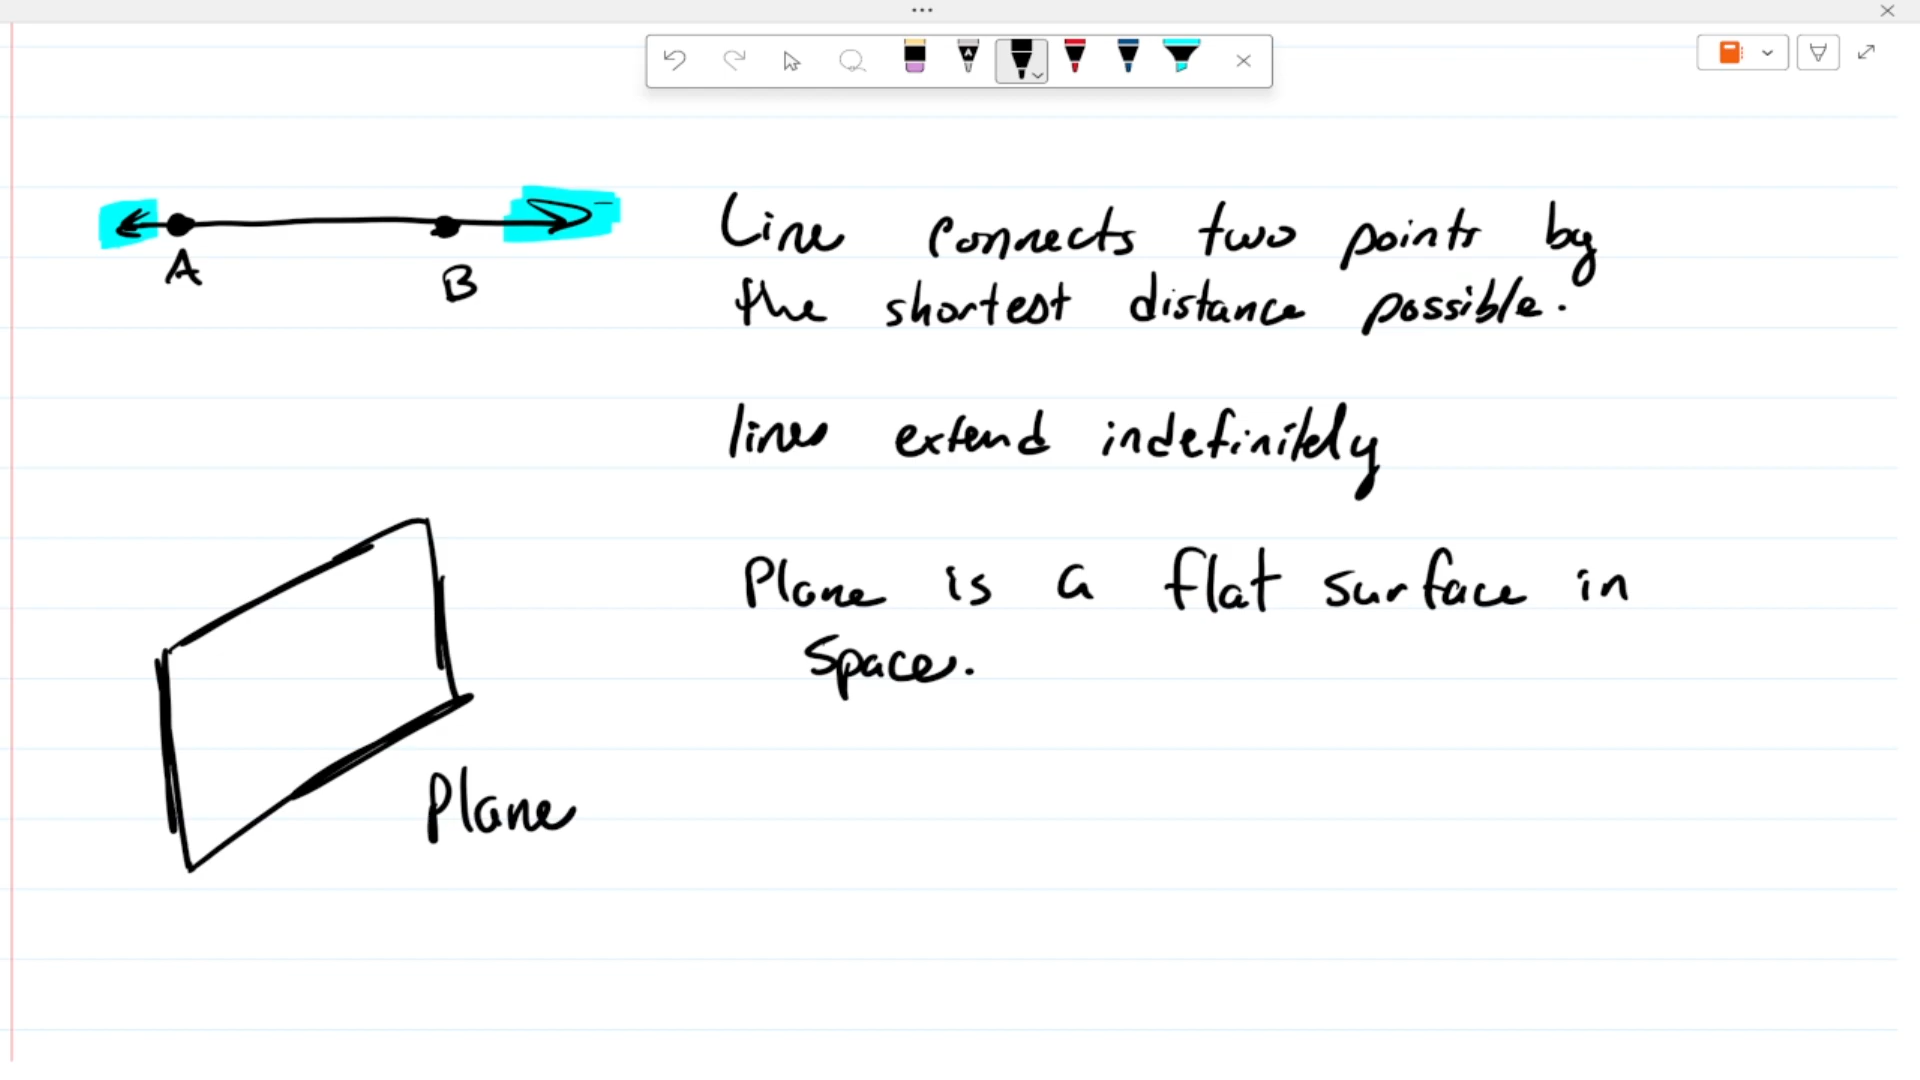 Line connects two points by
the shortest distance possible.
A
B
lines extend indefinitely
Plane is a flat surface in
space.
Plane